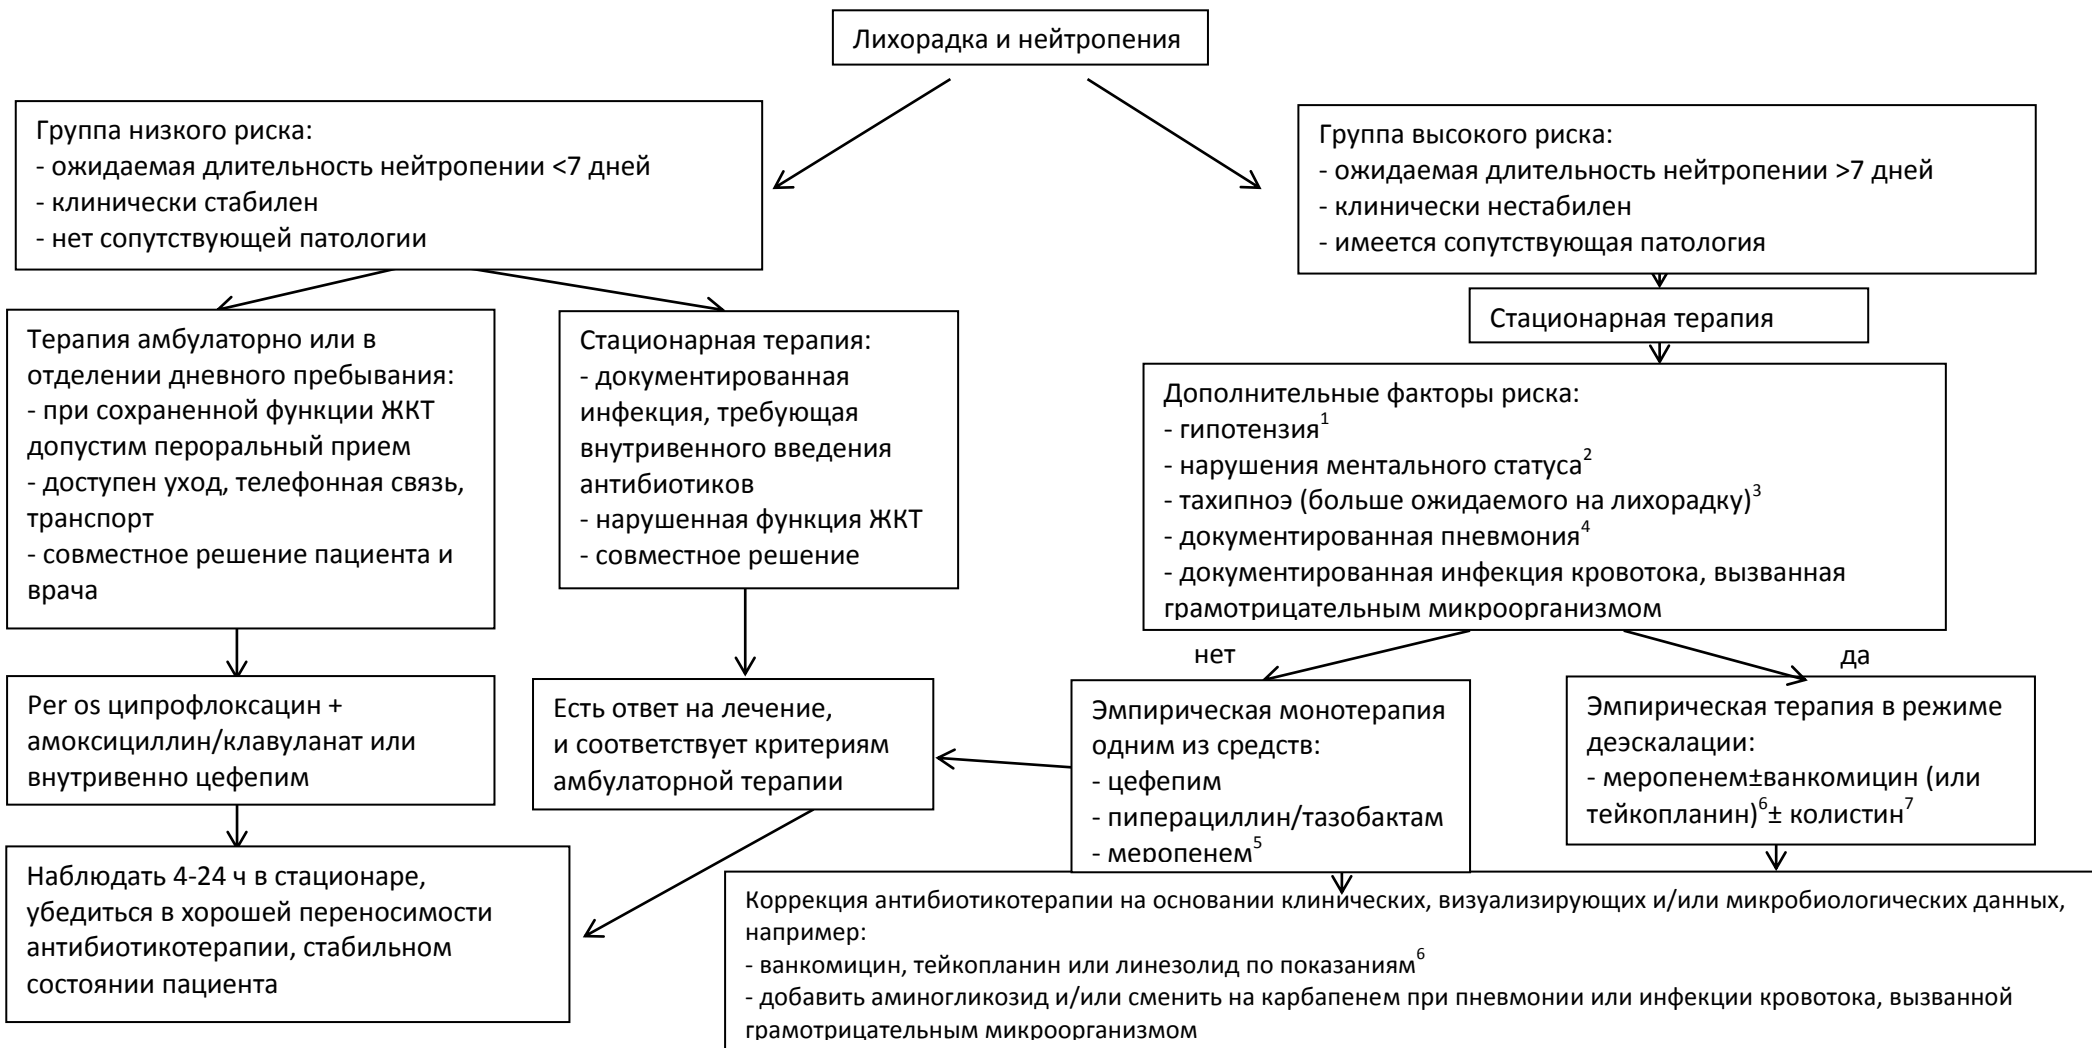 Лихорадка и нейтропения
Группа низкого риска:
- ожидаемая длительность нейтропении <7 дней
- клинически стабилен
- нет сопутствующей патологии
Группа высокого риска:
- ожидаемая длительность нейтропении >7 дней
- клинически нестабилен
- имеется сопутствующая патология
Терапия амбулаторно или в
отделении дневного пребывания:
- при сохраненной функции ЖКТ
допустим пероральный прием
- доступен уход, телефонная связь,
транспорт
- совместное решение пациента и
врача
Стационарная терапия:
- документированная
инфекция, требующая
внутривенного введения
антибиотиков
- нарушенная функция ЖКТ
- совместное решение
Стационарная терапия
Дополнительные факторы риска:
- гипотензия¹
- нарушения ментального статуса²
- тахипноэ (больше ожидаемого на лихорадку)³
- документированная пневмония⁴
- документированная инфекция кровотока, вызванная
грамотрицательным микроорганизмом
нет
да
Per os ципрофлоксацин +
амоксициллин/клавуланат или
внутривенно цефепим
Есть ответ на лечение,
и соответствует критериям
амбулаторной терапии
Эмпирическая монотерапия
одним из средств:
- цефепим
- пиперациллин/тазобактам
- меропенем⁵
Эмпирическая терапия в режиме
деэскалации:
- меропенем±ванкомицин (или
тейкопланин)⁶± колистин⁷
Наблюдать 4-24 ч в стационаре,
убедиться в хорошей переносимости
антибиотикотерапии, стабильном
состоянии пациента
Коррекция антибиотикотерапии на основании клинических, визуализирующих и/или микробиологических данных,
например:
- ванкомицин, тейкопланин или линезолид по показаниям⁶
- добавить аминогликозид и/или сменить на карбапенем при пневмонии или инфекции кровотока, вызванной
грамотрицательным микроорганизмом